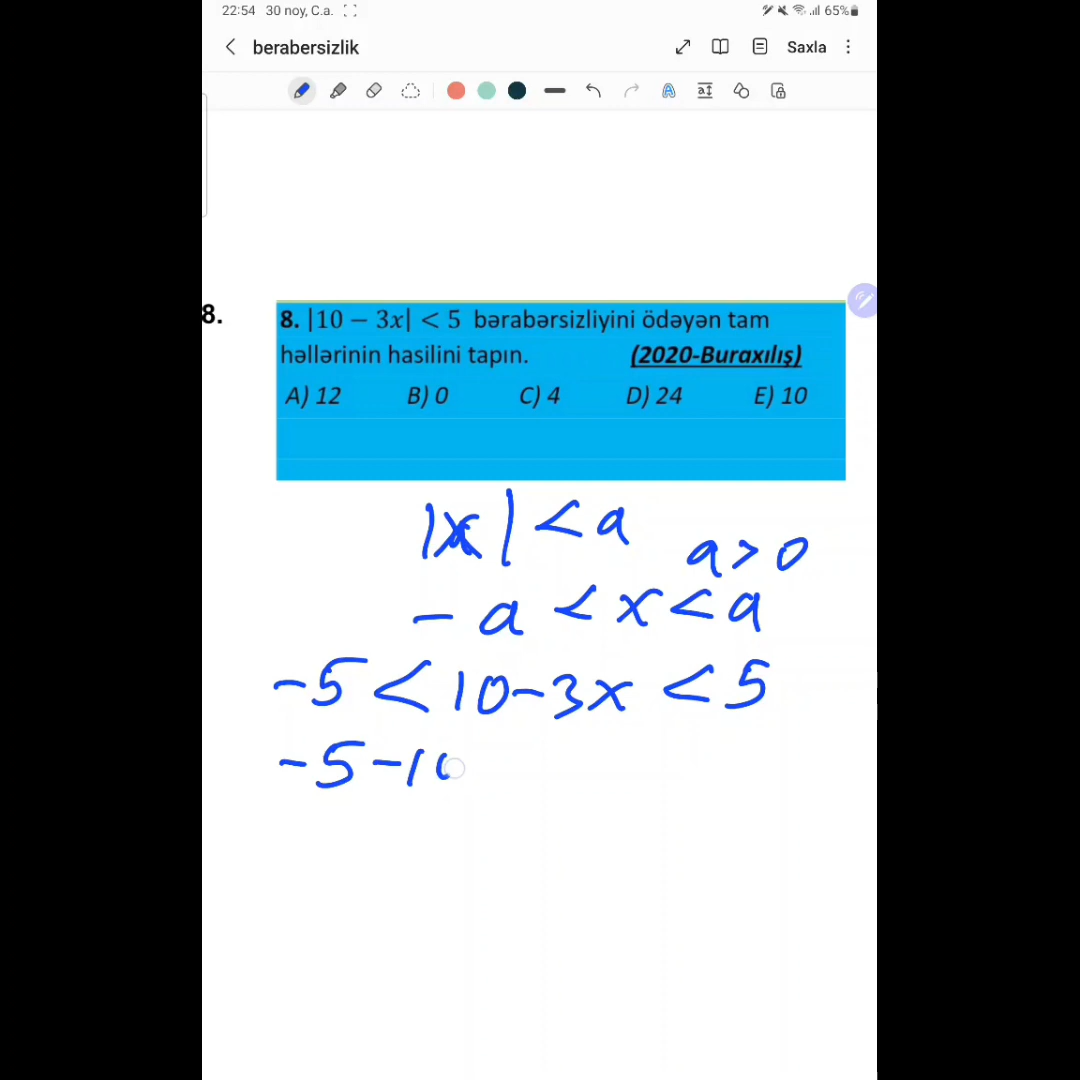 22:54 30 noy, C.a. 65%
berabersizlik Saxla
8.
8. |10 – 3x| < 5 bərabərsizliyini ödəyən tam
həllərinin hasilini tapın. (2020-Buraxılış)
A) 12 B) 0 C) 4 D) 24 E) 10
|x| < a
a > 0
- a < x < a
-5 < 10-3x < 5
-5-10